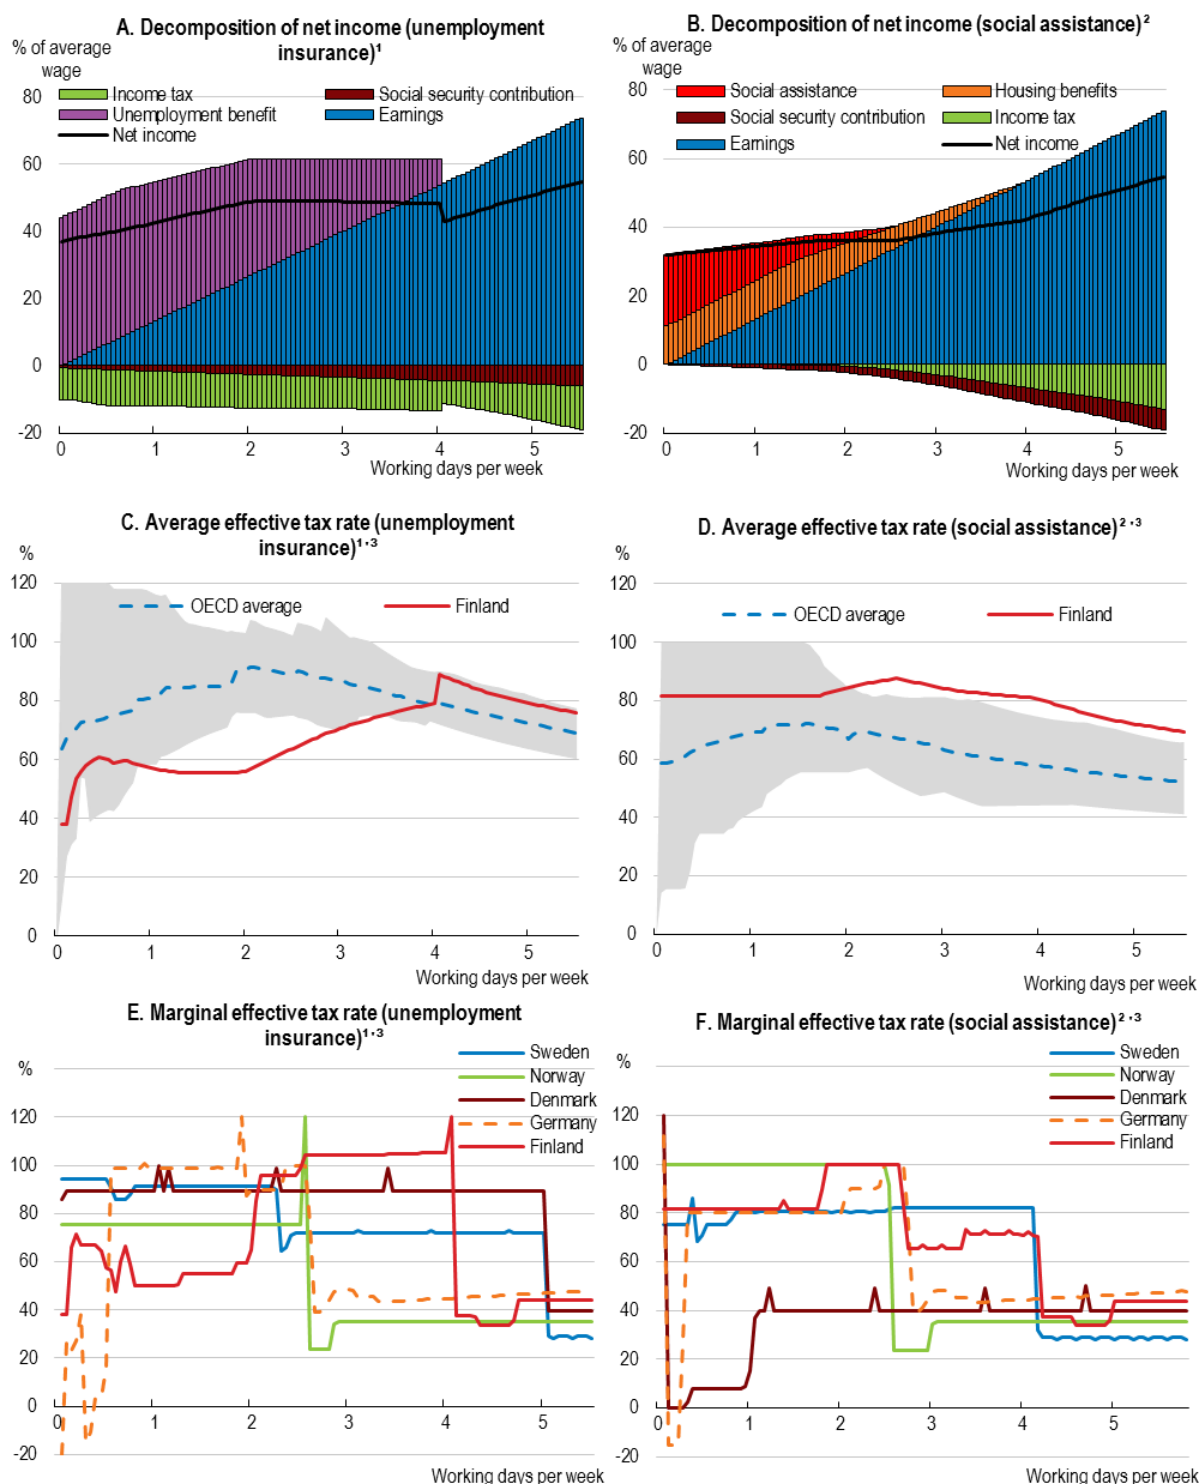 A. Decomposition of net income (unemployment
insurance)¹
% of average
wage
Income tax
Social security contribution
Unemployment benefit
Earnings
Net income
80
60
40
20
0
-20
0 1 2 3 4 5
Working days per week
B. Decomposition of net income (social assistance)²
% of average
wage
Social assistance
Housing benefits
Social security contribution
Income tax
Earnings
Net income
80
60
40
20
0
-20
0 1 2 3 4 5
Working days per week
C. Average effective tax rate (unemployment
insurance)¹˒³
%
OECD average
Finland
120
100
80
60
40
20
0
0 1 2 3 4 5
Working days per week
D. Average effective tax rate (social assistance)²˒³
%
OECD average
Finland
120
100
80
60
40
20
0
0 1 2 3 4 5
Working days per week
E. Marginal effective tax rate (unemployment
insurance)¹˒³
%
Sweden
Norway
Denmark
Germany
Finland
120
100
80
60
40
20
0
-20
0 1 2 3 4 5
Working days per week
F. Marginal effective tax rate (social assistance)²˒³
%
Sweden
Norway
Denmark
Germany
Finland
120
100
80
60
40
20
0
-20
0 1 2 3 4 5
Working days per week